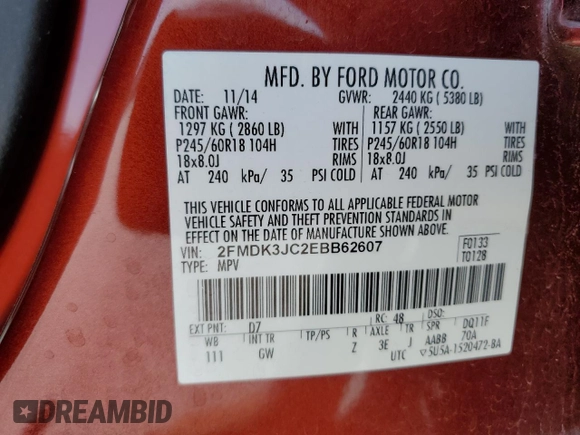 MFD. BY FORD MOTOR CO.
DATE: 11/14 GVWR: 2440 KG ( 5380 LB)
FRONT GAWR: REAR GAWR:
1297 KG ( 2860 LB) WITH 1157 KG ( 2550 LB) WITH
P245/60R18 104H TIRES P245/60R18 104H TIRES
18x8.0J RIMS 18x8.0J RIMS
AT 240 kPa/ 35 PSI COLD AT 240 kPa/ 35 PSI COLD
THIS VEHICLE CONFORMS TO ALL APPLICABLE FEDERAL MOTOR
VEHICLE SAFETY AND THEFT PREVENTION STANDARDS IN
EFFECT ON THE DATE OF MANUFACTURE SHOWN ABOVE.
VIN: 2FMDK3JC2EBB62607 F0133
TYPE: MPV T0128
EXT PNT: D7 RC: 48 DSO:
WB INT TR TP/PS R AXLE TR SPR DQ11F
111 GW Z 3E J AABB 70A
UTC ▽SU5A-1520472-BA
DREAMBID